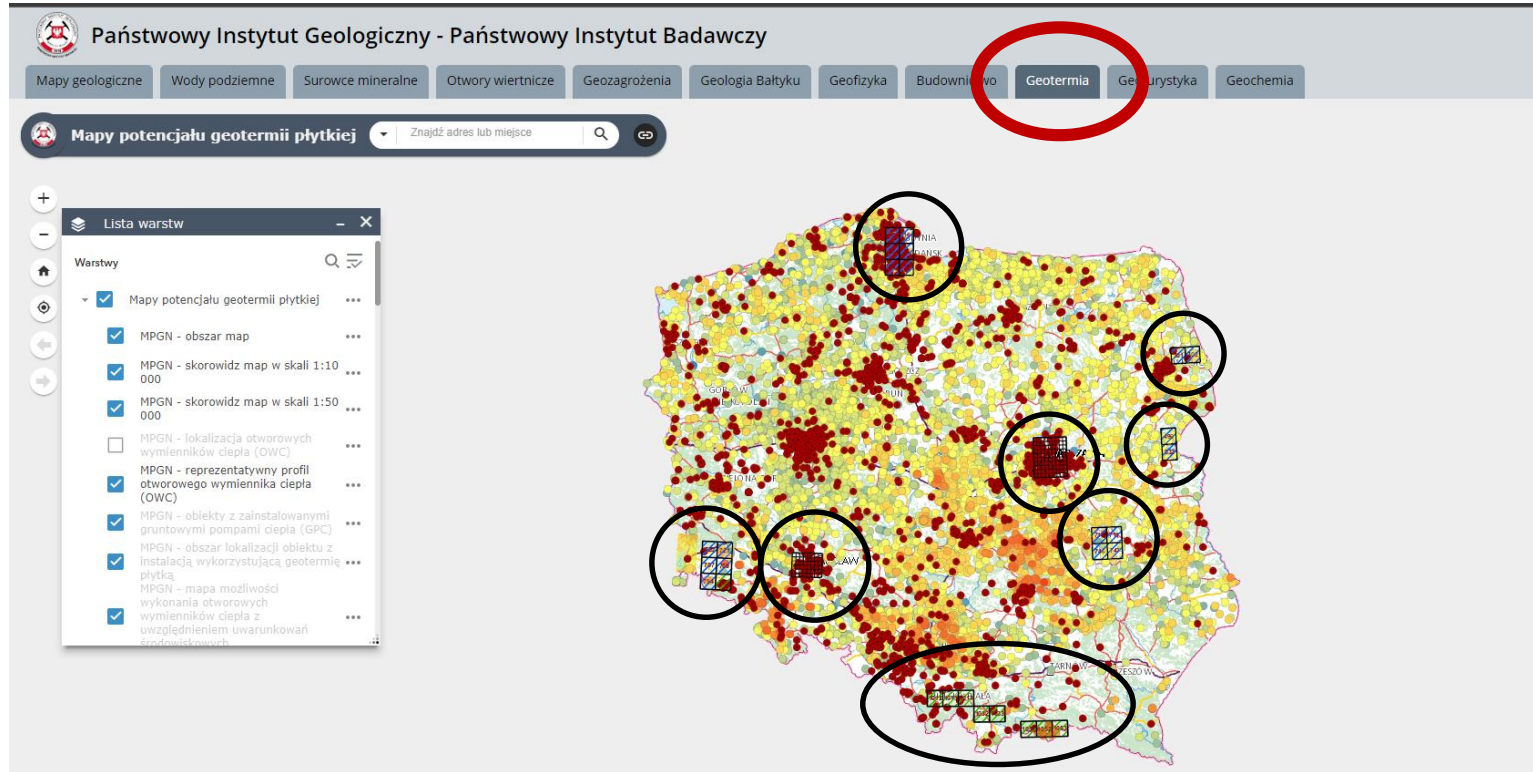 Państwowy Instytut Geologiczny - Państwowy Instytut Badawczy
Mapy geologiczne Wody podziemne Surowce mineralne Otwory wiertnicze Geozagrożenia Geologia Bałtyku Geofizyka Geotermia Geochemia
Mapy potencjału geotermii płytkiej Znajdź adres lub miejsce
Lista warstw
Warstwy
Mapy potencjału geotermii płytkiej
MPGN - obszar map
MPGN - skorowidz map w skali 1:10
000
MPGN - skorowidz map w skali 1:50
000
MPGN - lokalizacja otworowych
wymienników ciepła (OWC)
MPGN - reprezentatywny profil
otworowego wymiennika ciepła
(OWC)
MPGN - obiekty z zainstalowanymi
gruntowymi pompami ciepła (GPC)
MPGN - obszar lokalizacji obiektu z
instalacją wykorzystującą geotermię
płytką
MPGN - mapa możliwości
wykonania otworowych
wymienników ciepła z
uwzględnieniem uwarunkowań
środowiskowych
TARNÓW